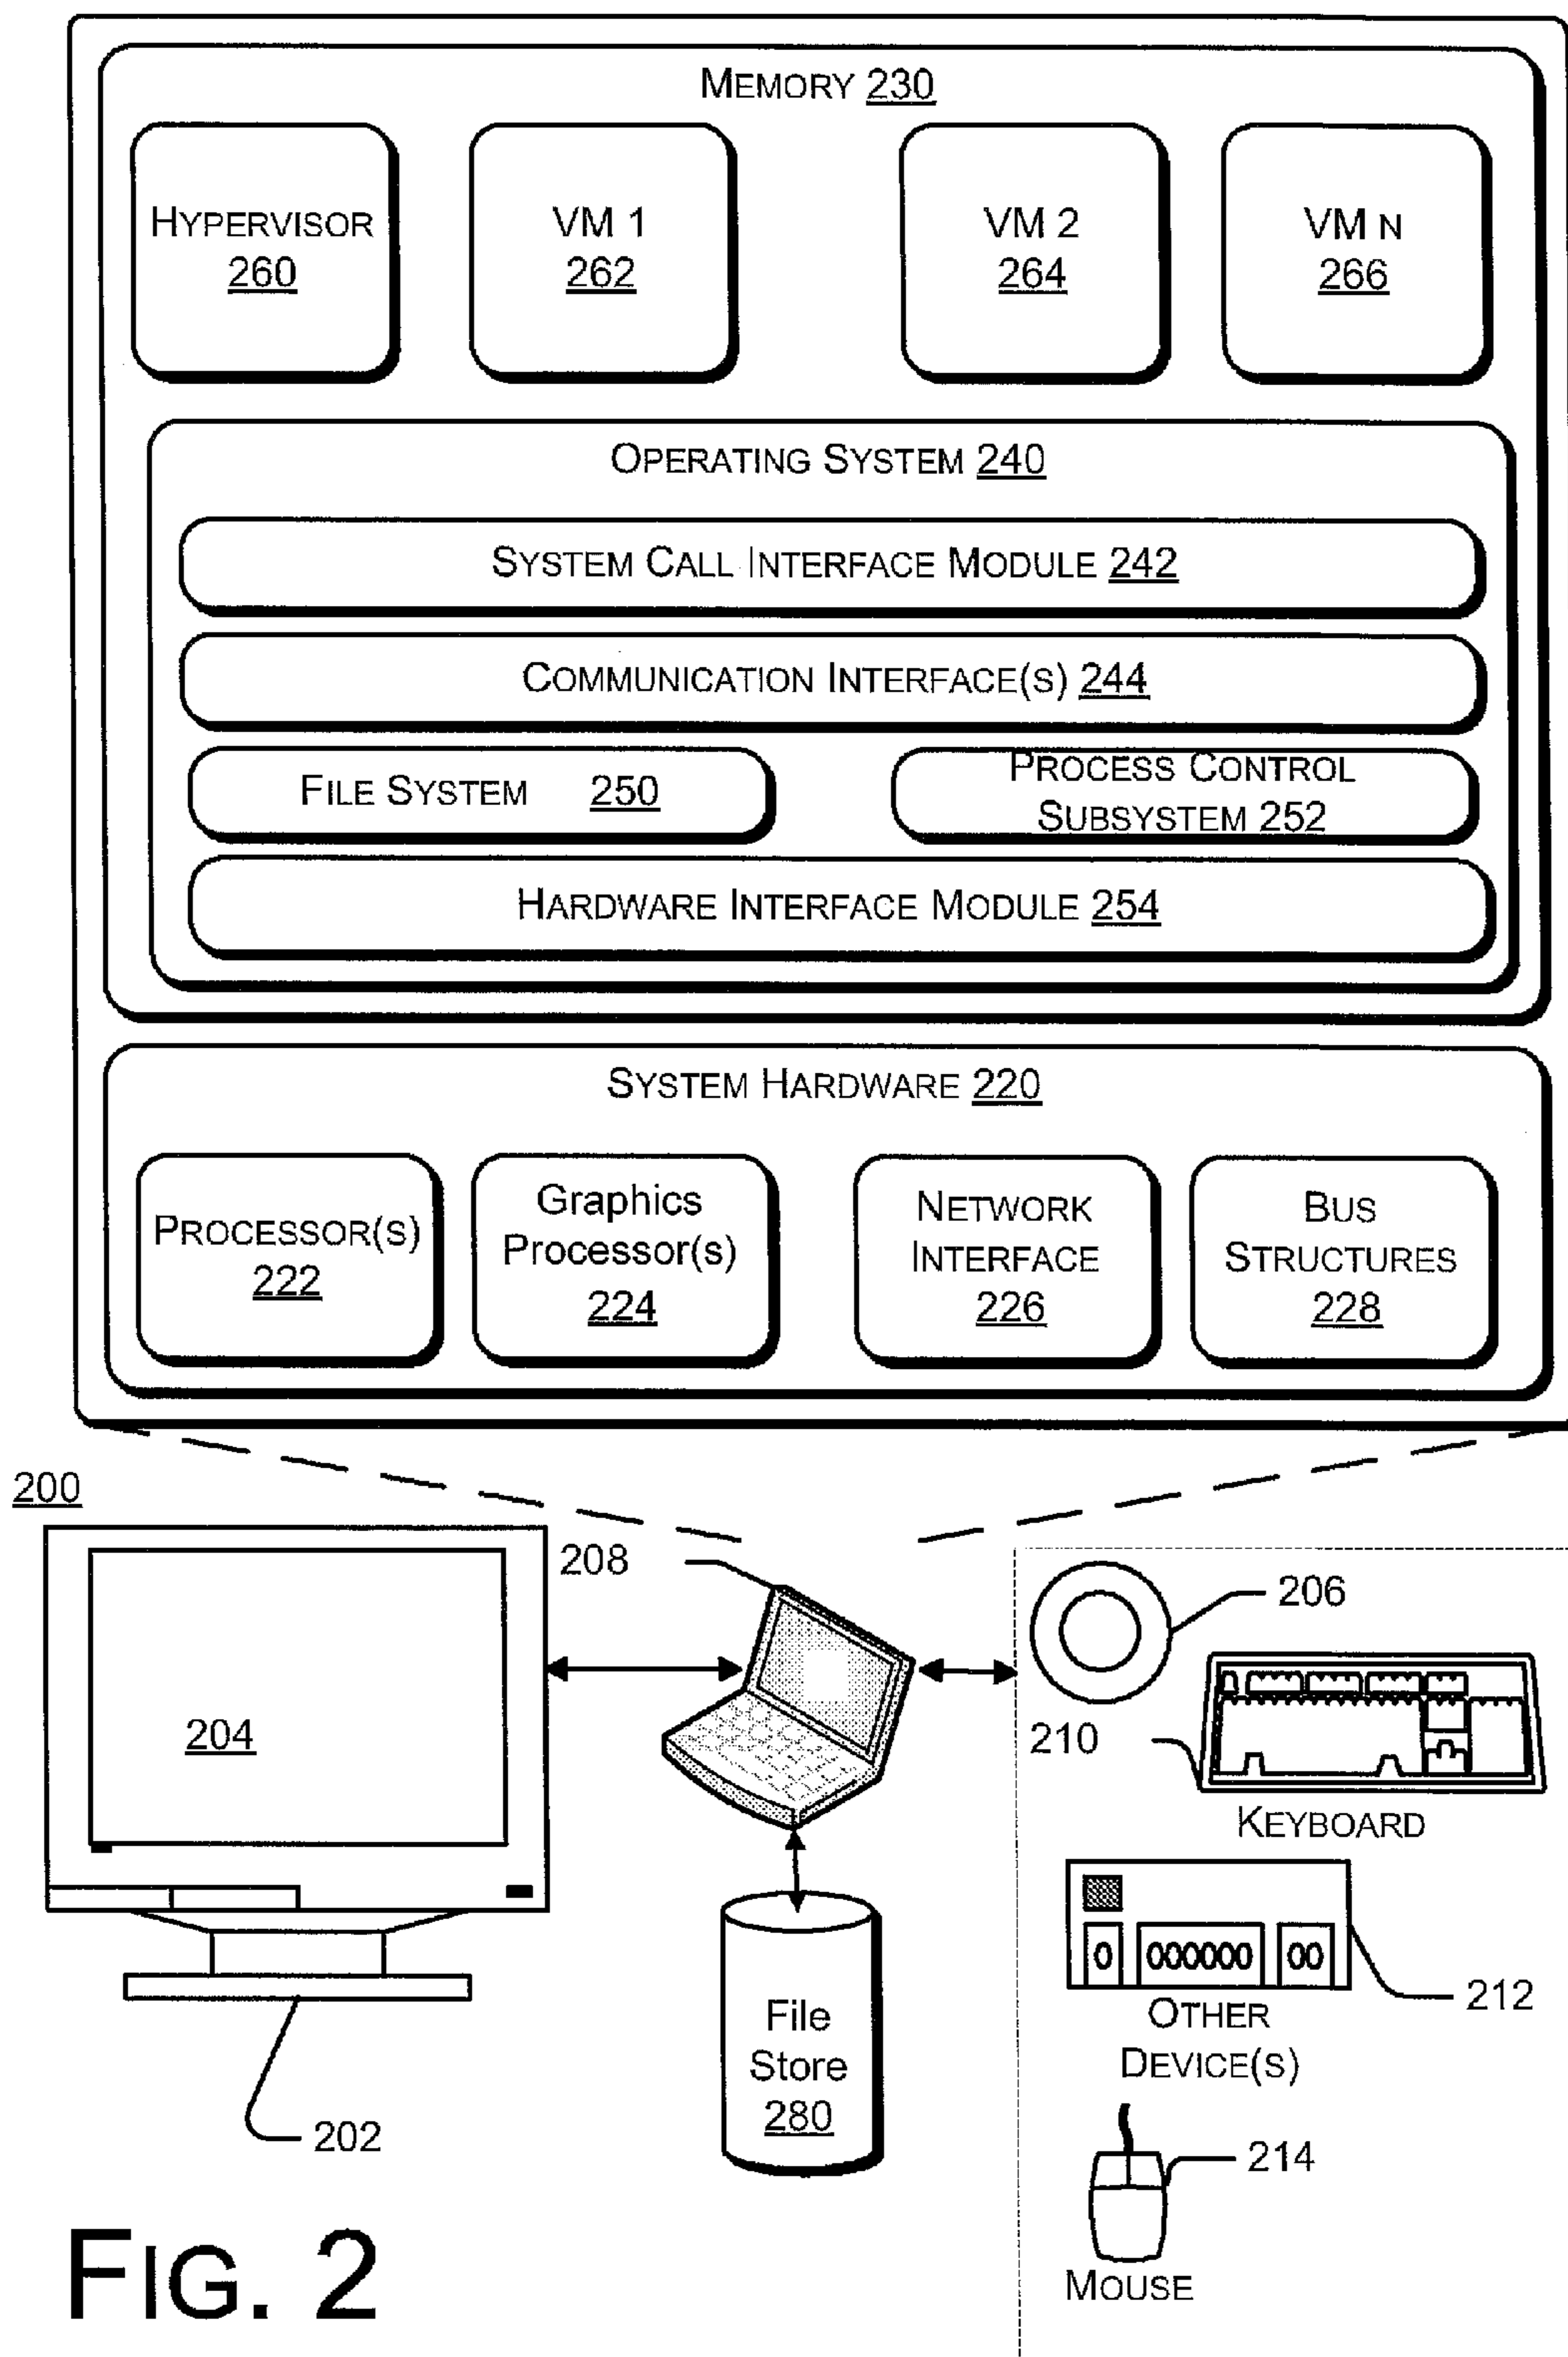 MEMORY 230
HYPERVISOR
260
VM 1
262
VM 2
264
VM N
266
OPERATING SYSTEM 240
SYSTEM CALL INTERFACE MODULE 242
COMMUNICATION INTERFACE(S) 244
FILE SYSTEM 250
PROCESS CONTROL
SUBSYSTEM 252
HARDWARE INTERFACE MODULE 254
SYSTEM HARDWARE 220
PROCESSOR(S)
222
Graphics
Processor(s)
224
NETWORK
INTERFACE
226
BUS
STRUCTURES
228
200
208
206
204
210
KEYBOARD
212
OTHER
DEVICE(S)
File
Store
280
202
214
MOUSE
FIG. 2